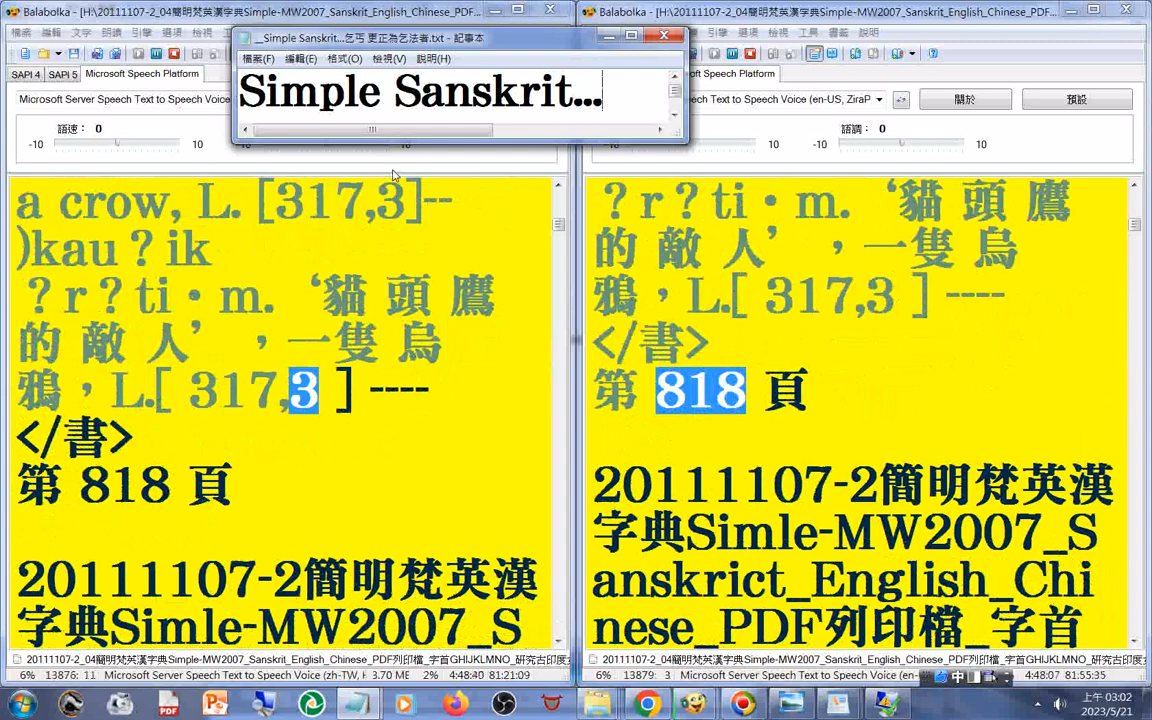 Balabolka - [H:\20111107-2_04簡明梵英漢字典Simple-MW2007_Sanskrit_English_Chinese_PDF...
Balabolka - [H:\20111107-2_04簡明梵英漢字典Simple-MW2007_Sanskrit_English_Chinese_PDF...
__Simple Sanskrit...乞丐 更正為乞法者.txt - 記事本
檔案(F) 編輯(E) 格式(O) 檢視(V) 說明(H)
Simple Sanskrit...
SAPI 4 SAPI 5 Microsoft Speech Platform
Speech Platform
Microsoft Server Speech Text to Speech Voice
ech Text to Speech Voice (en-US, ZiraP
關於
預設
語速: 0
-10 10
語調: 0
-10 10
a crow, L. [317,3]--
)kau？ik
？r？ti‧m. ‘貓 頭 鷹
的 敵 人’ ，一隻 烏
鴉，L.[ 317,3 ] ----
</書>
第 818 頁
20111107-2簡明梵英漢
字典Simle-MW2007_S
？r？ti‧m. ‘貓 頭 鷹
的 敵 人’ ，一隻 烏
鴉，L.[ 317,3 ] ----
</書>
第 818 頁
20111107-2簡明梵英漢
字典Simle-MW2007_S
anskrict_English_Chi
nese_PDF列印檔_字首
20111107-2_04簡明梵英漢字典Simple-MW2007_Sanskrit_English_Chinese_PDF列印檔_字首GHIJKLMNO_研究古印度
20111107-2_04簡明梵英漢字典Simple-MW2007_Sanskrit_English_Chinese_PDF列印檔_字首GHIJKLMNO_研究古印度
6% 13876: 11 Microsoft Server Speech Text to Speech Voice (zh-TW, H 3.70 ME 2% 4:48:40 81:21:09
6% 13879: 3 Microsoft Server Speech Text to Speech 4:48:07 81:55:35
中
上午 03:02
2023/5/21